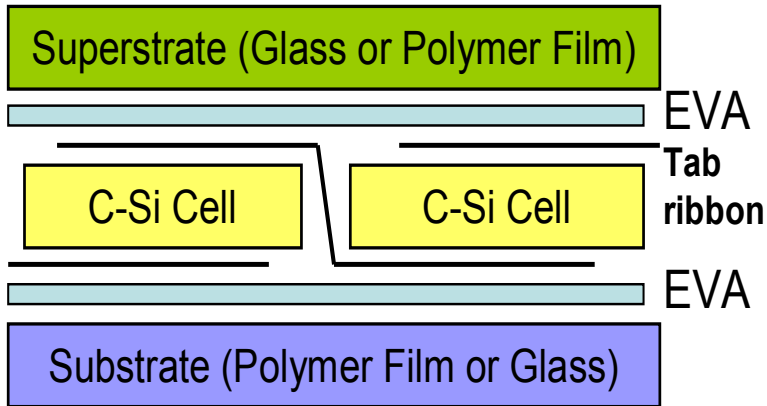 Superstrate (Glass or Polymer Film)
EVA
Tab
ribbon
C-Si Cell
C-Si Cell
EVA
Substrate (Polymer Film or Glass)